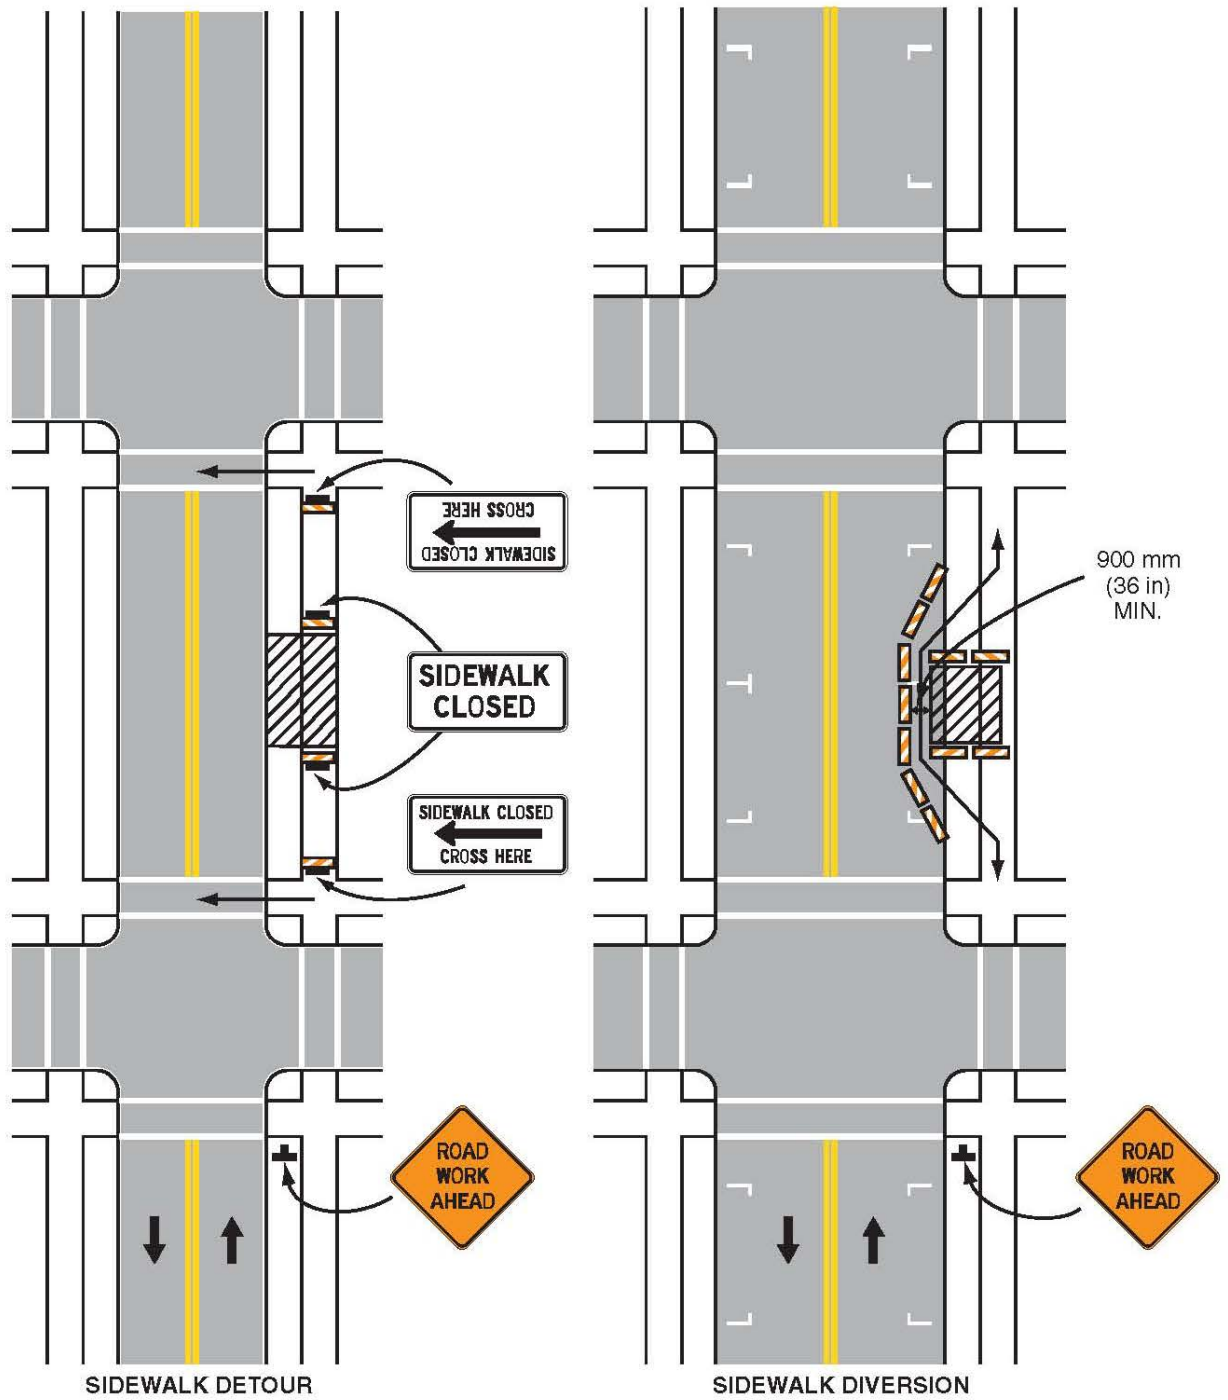 SIDEWALK CLOSED
CROSS HERE
900 mm
(36 in)
MIN.
SIDEWALK
CLOSED
SIDEWALK CLOSED
CROSS HERE
ROAD
WORK
AHEAD
ROAD
WORK
AHEAD
SIDEWALK DETOUR
SIDEWALK DIVERSION